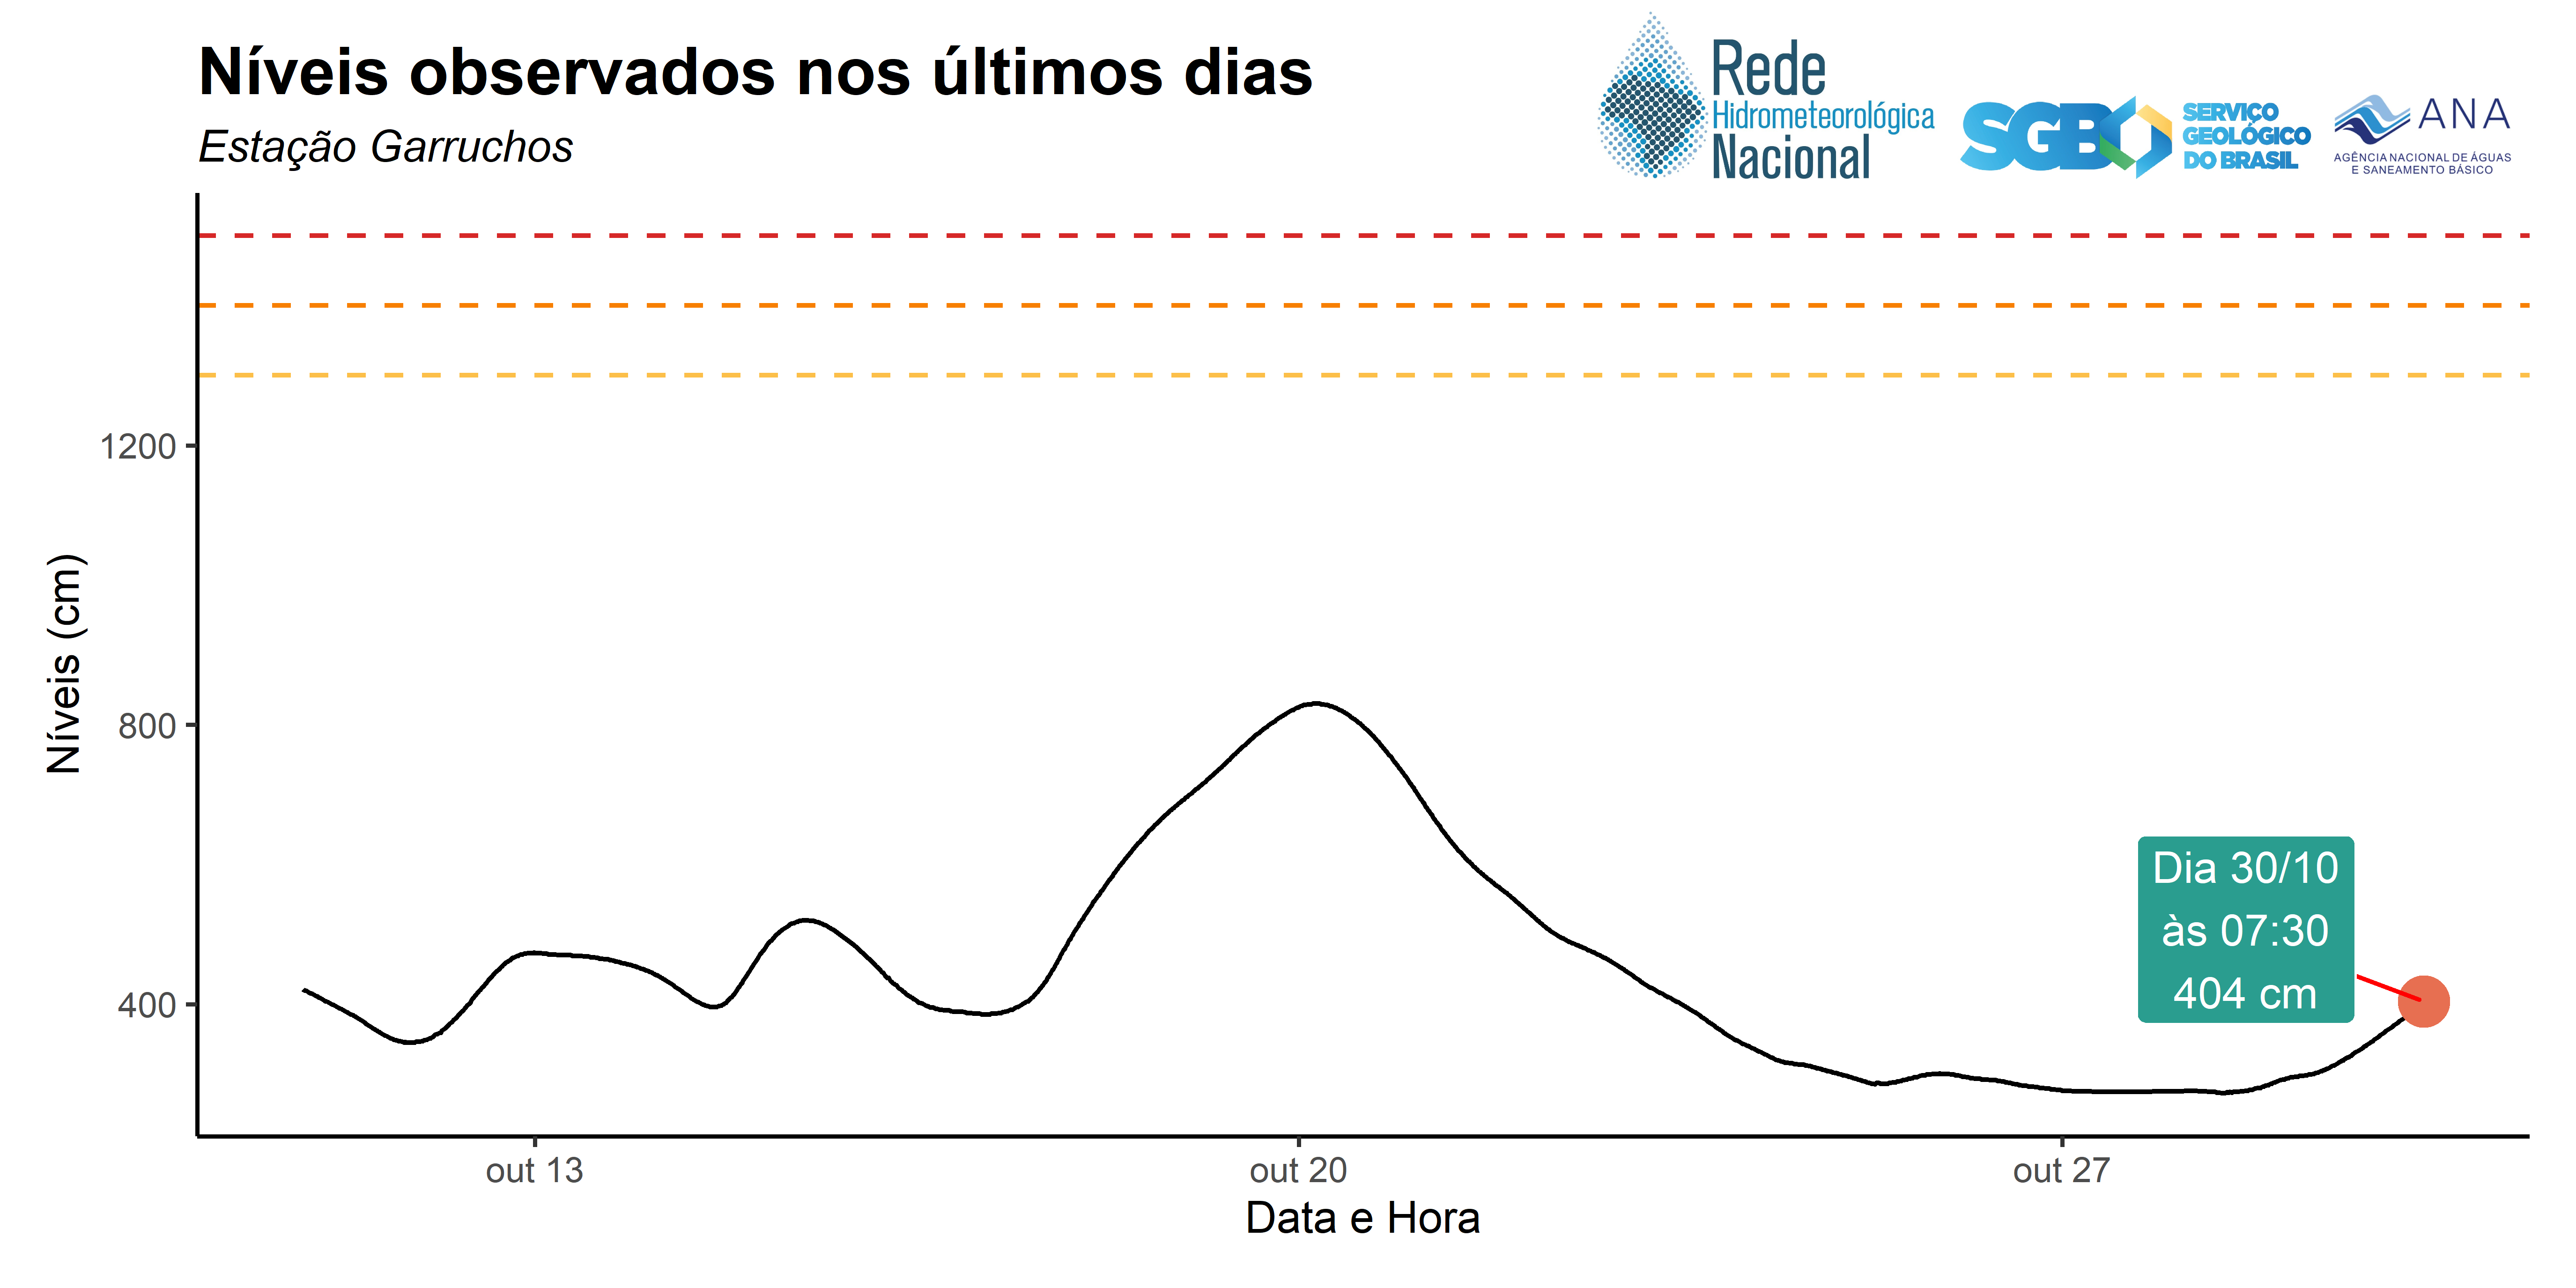 Níveis observados nos últimos dias
Estação Garruchos
Rede
Hidrometeorológica
Nacional
SGB
SERVIÇO
GEOLÓGICO
DO BRASIL
ANA
AGÊNCIA NACIONAL DE ÁGUAS
E SANEAMENTO BÁSICO
Níveis (cm)
1200
800
400
Dia 30/10
às 07:30
404 cm
out 13
out 20
out 27
Data e Hora